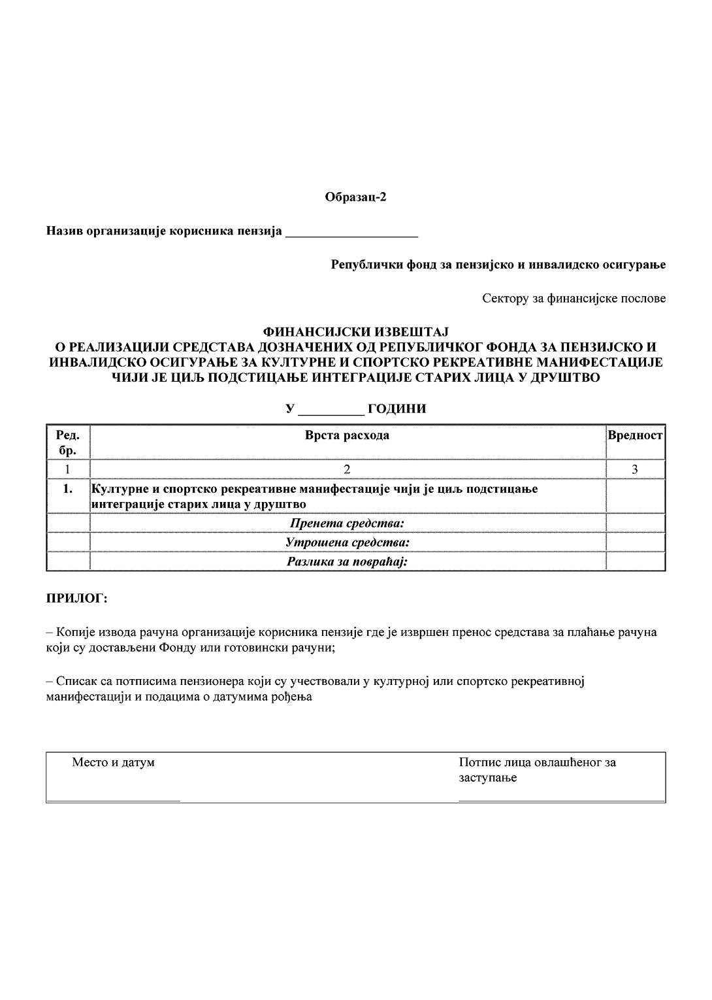 Образац-2
Назив организације корисника пензија ____________________
Републички фонд за пензијско и инвалидско осигурање
Сектору за финансијске послове
ФИНАНСИЈСКИ ИЗВЕШТАЈ
О РЕАЛИЗАЦИЈИ СРЕДСТАВА ДОЗНАЧЕНИХ ОД РЕПУБЛИЧКОГ ФОНДА ЗА ПЕНЗИЈСКО И
ИНВАЛИДСКО ОСИГУРАЊЕ ЗА КУЛТУРНЕ И СПОРТСКО РЕКРЕАТИВНЕ МАНИФЕСТАЦИЈЕ
ЧИЈИ ЈЕ ЦИЉ ПОДСТИЦАЊЕ ИНТЕГРАЦИЈЕ СТАРИХ ЛИЦА У ДРУШТВО
У __________ ГОДИНИ
Ред. бр. Врста расхода Вредност
1 2 3
1. Културне и спортско рекреативне манифестације чији је циљ подстицање
интеграције старих лица у друштво
Пренета средства:
Утрошена средства:
Разлика за повраћај:
ПРИЛОГ:
– Копије извода рачуна организације корисника пензије где је извршен пренос средстава за плаћање рачуна
који су достављени Фонду или готовински рачуни;
– Списак са потписима пензионера који су учествовали у културној или спортско рекреативној
манифестацији и подацима о датумима рођења
Место и датум Потпис лица овлашћеног за
заступање
____________________ _______________________________